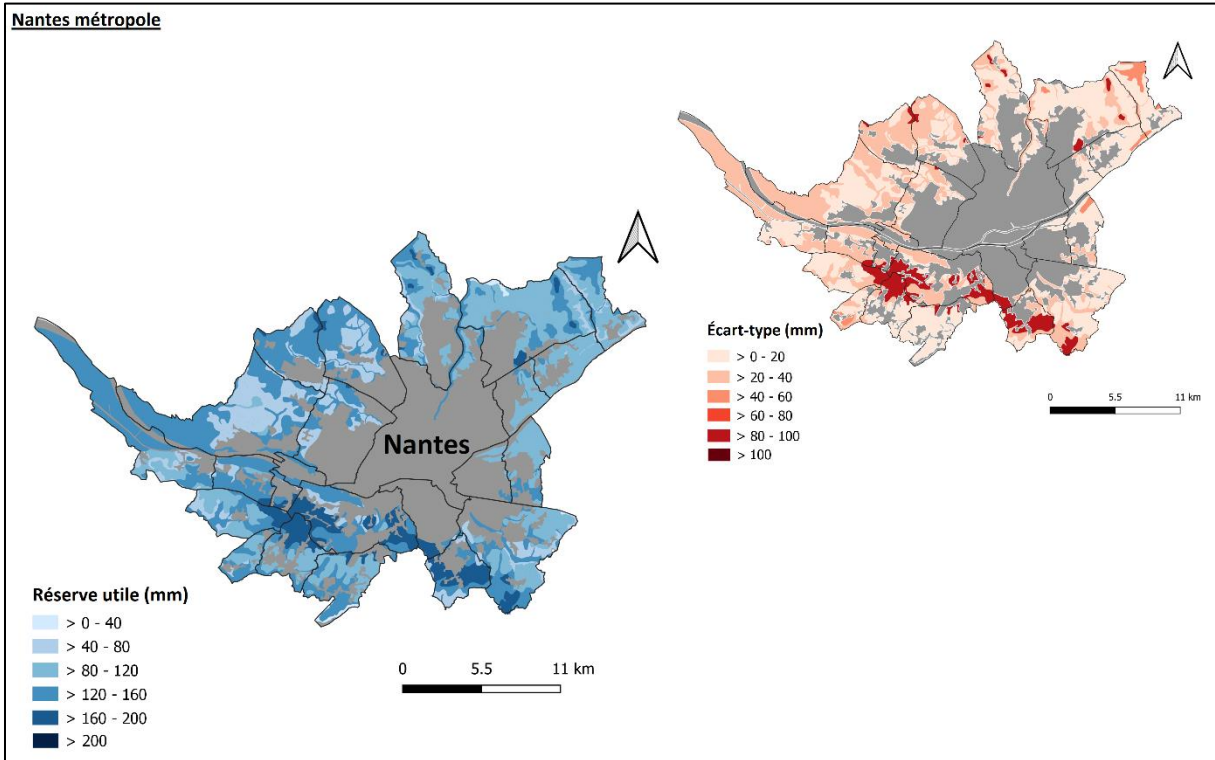 Nantes métropole
Écart-type (mm)
> 0 - 20
> 20 - 40
> 40 - 60
> 60 - 80
> 80 - 100
> 100
0 5.5 11 km
Nantes
Réserve utile (mm)
> 0 - 40
> 40 - 80
> 80 - 120
> 120 - 160
> 160 - 200
> 200
0 5.5 11 km